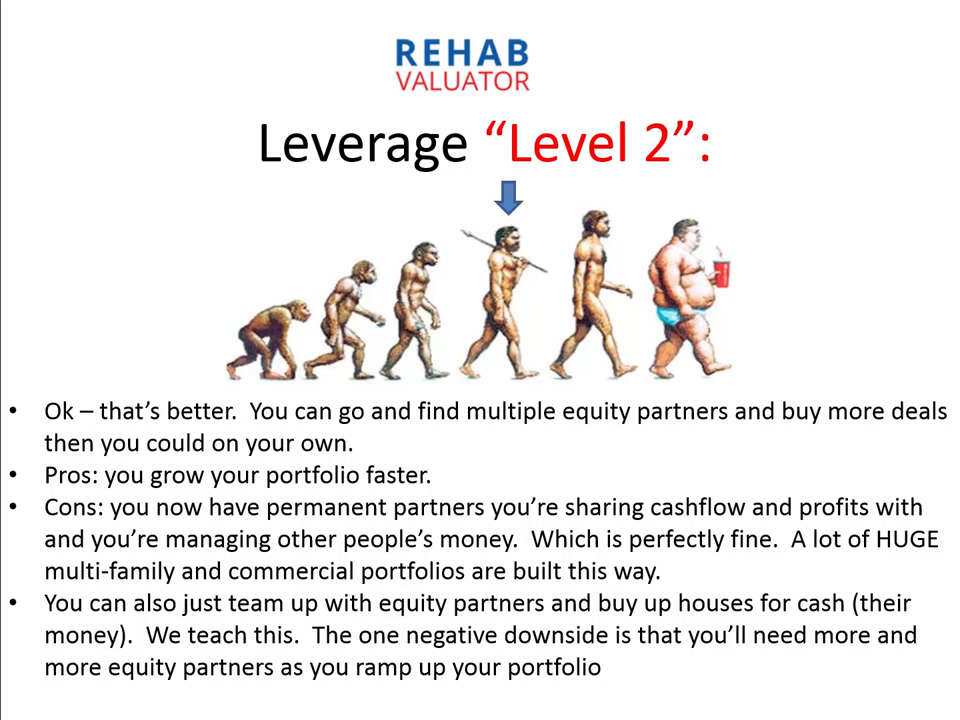 REHAB
VALUATOR
Leverage “Level 2”:
• Ok – that’s better. You can go and find multiple equity partners and buy more deals
then you could on your own.
• Pros: you grow your portfolio faster.
• Cons: you now have permanent partners you’re sharing cashflow and profits with
and you’re managing other people’s money. Which is perfectly fine. A lot of HUGE
multi-family and commercial portfolios are built this way.
• You can also just team up with equity partners and buy up houses for cash (their
money). We teach this. The one negative downside is that you’ll need more and
more equity partners as you ramp up your portfolio